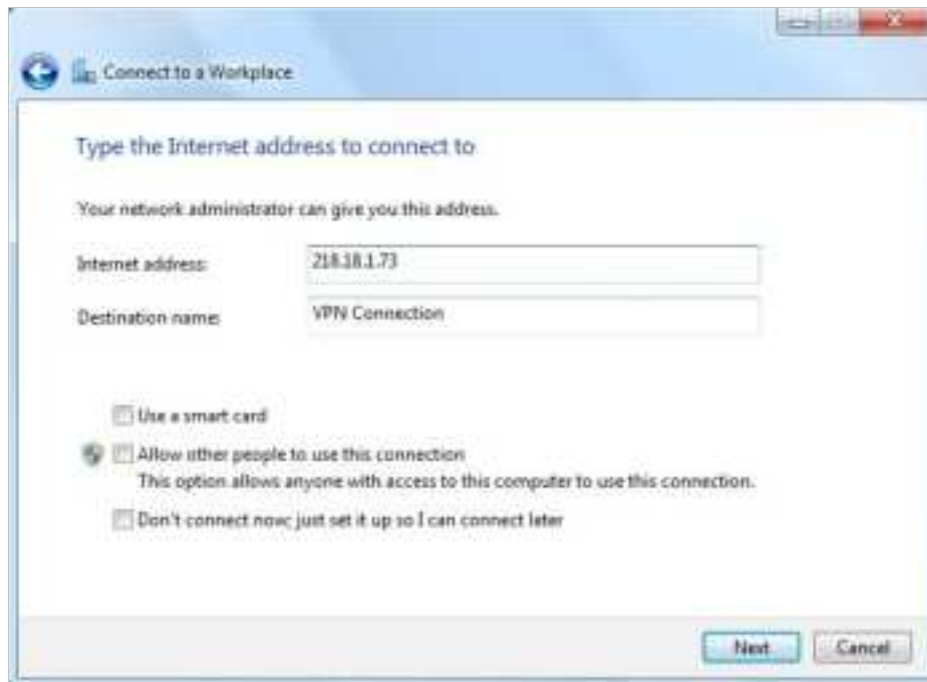 Connect to a Workplace
Type the Internet address to connect to
Your network administrator can give you this address.
Internet address:
218.18.1.73
Destination name:
VPN Connection
Use a smart card
Allow other people to use this connection
This option allows anyone with access to this computer to use this connection.
Don't connect now; just set it up so I can connect later
Next
Cancel